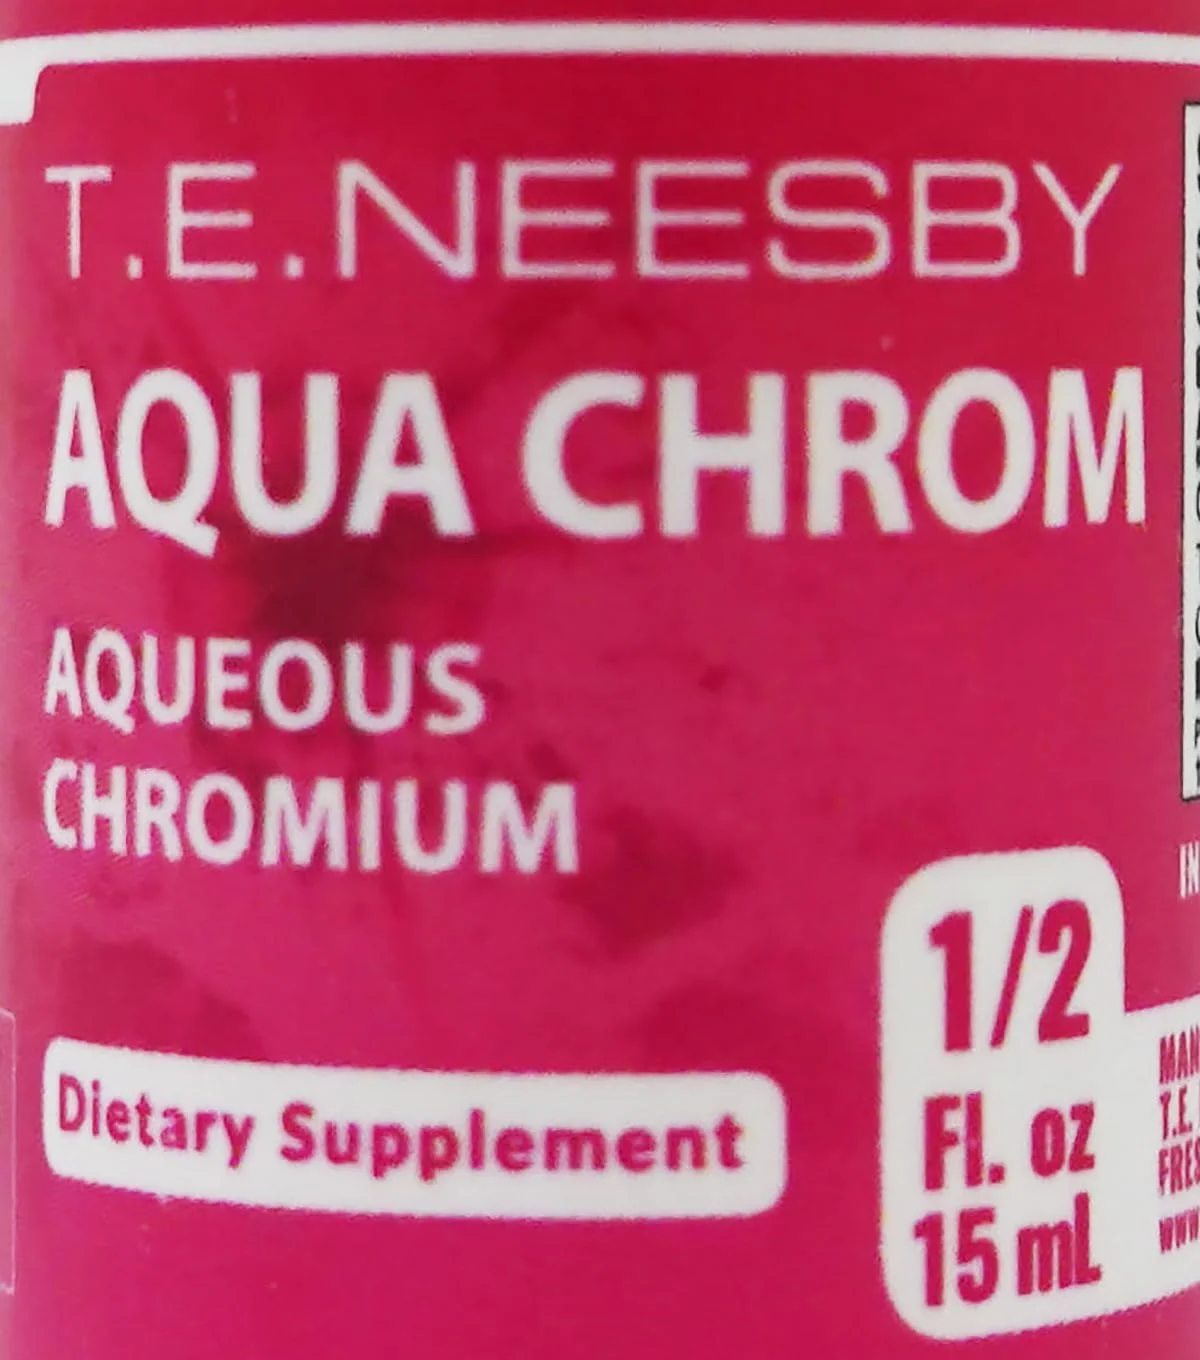 T.E.NEESBY
AQUA CHROM
AQUEOUS
CHROMIUM
Dietary Supplement
1/2
Fl. oz
15 mL
T.E.